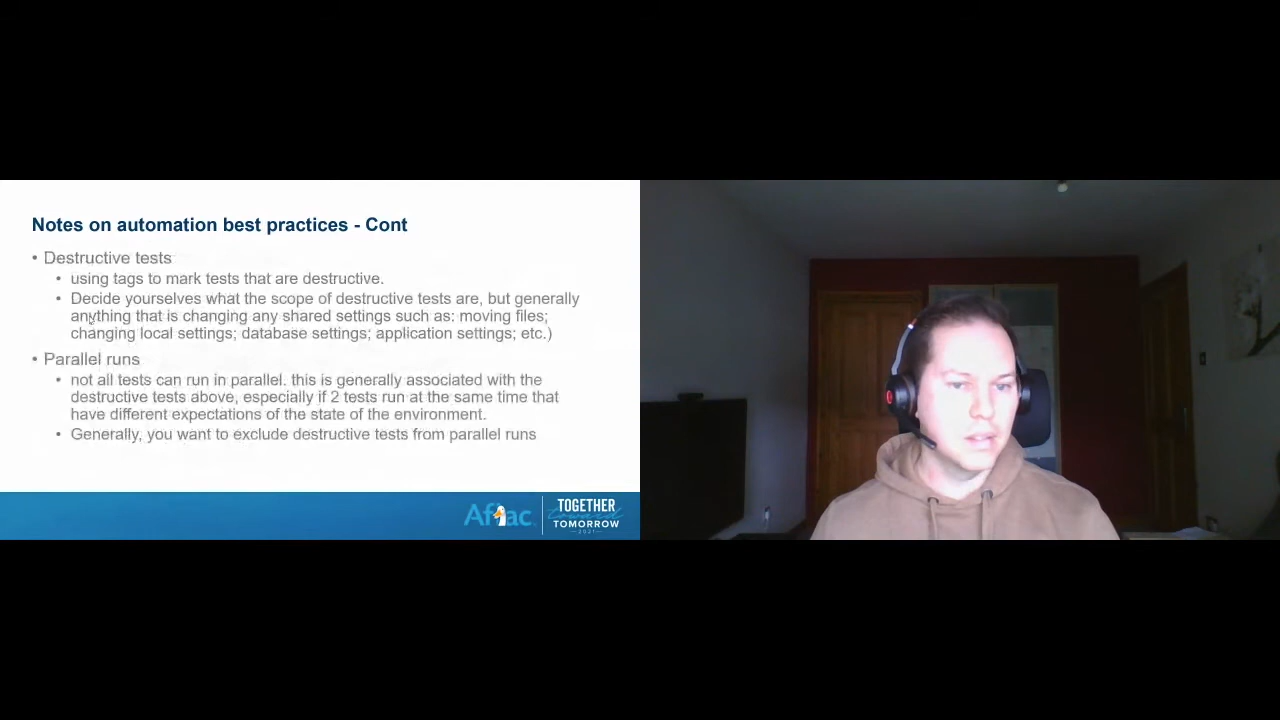 Notes on automation best practices - Cont
• Destructive tests
• using tags to mark tests that are destructive.
• Decide yourselves what the scope of destructive tests are, but generally
anything that is changing any shared settings such as: moving files;
changing local settings; database settings; application settings; etc.)
• Parallel runs
• not all tests can run in parallel. this is generally associated with the
destructive tests above, especially if 2 tests run at the same time that
have different expectations of the state of the environment.
• Generally, you want to exclude destructive tests from parallel runs
Aflac
TOGETHER
toward
TOMORROW
2021